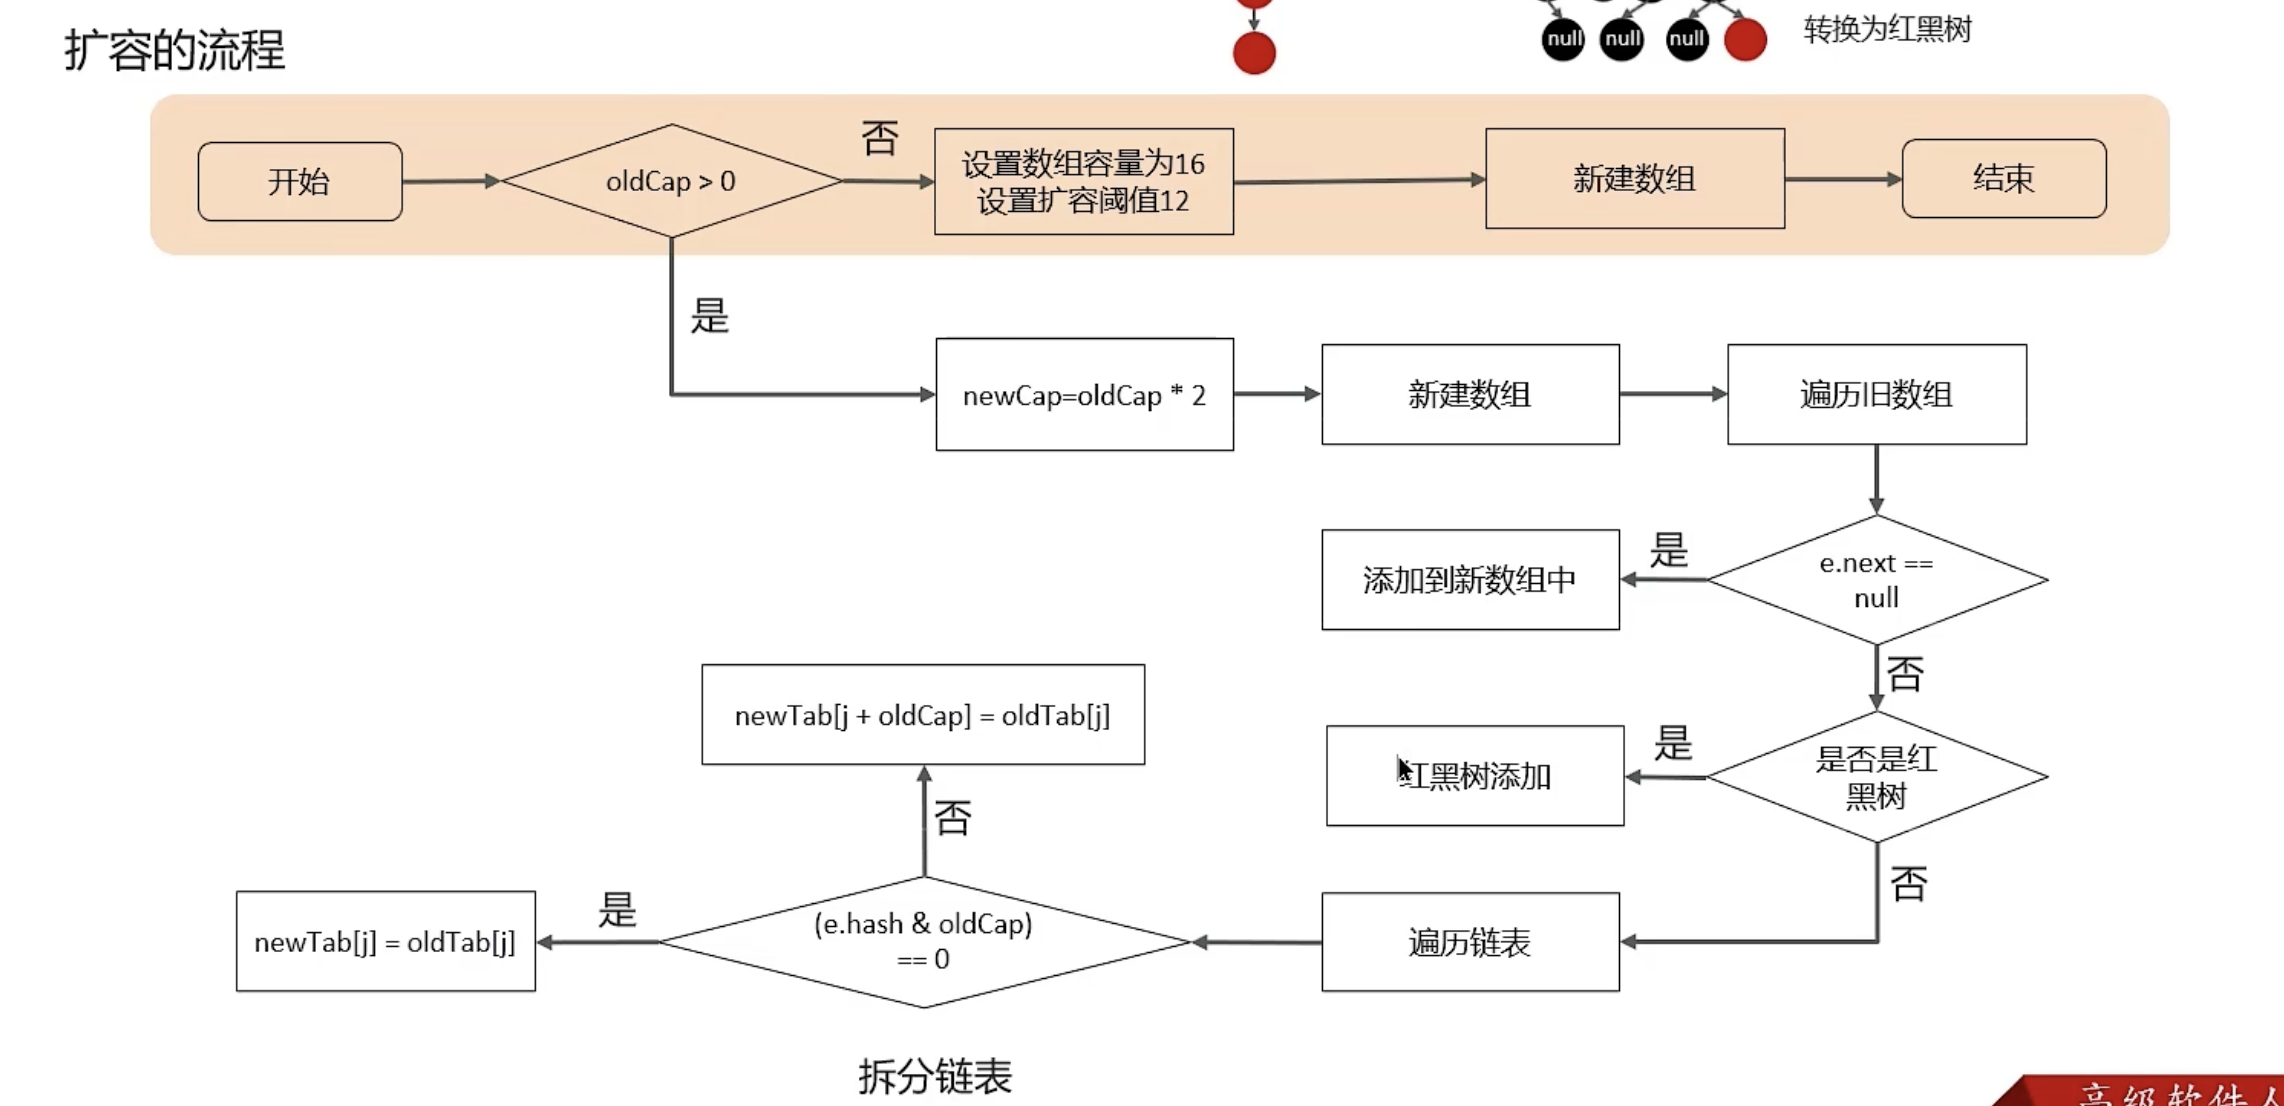 扩容的流程
null
null
null
转换为红黑树
开始
oldCap > 0
否
设置数组容量为16
设置扩容阈值12
新建数组
结束
是
newCap=oldCap * 2
新建数组
遍历旧数组
e.next ==
null
是
添加到新数组中
否
是否是红
黑树
是
红黑树添加
否
遍历链表
(e.hash & oldCap)
== 0
否
newTab[j + oldCap] = oldTab[j]
是
newTab[j] = oldTab[j]
拆分链表
高级软件人